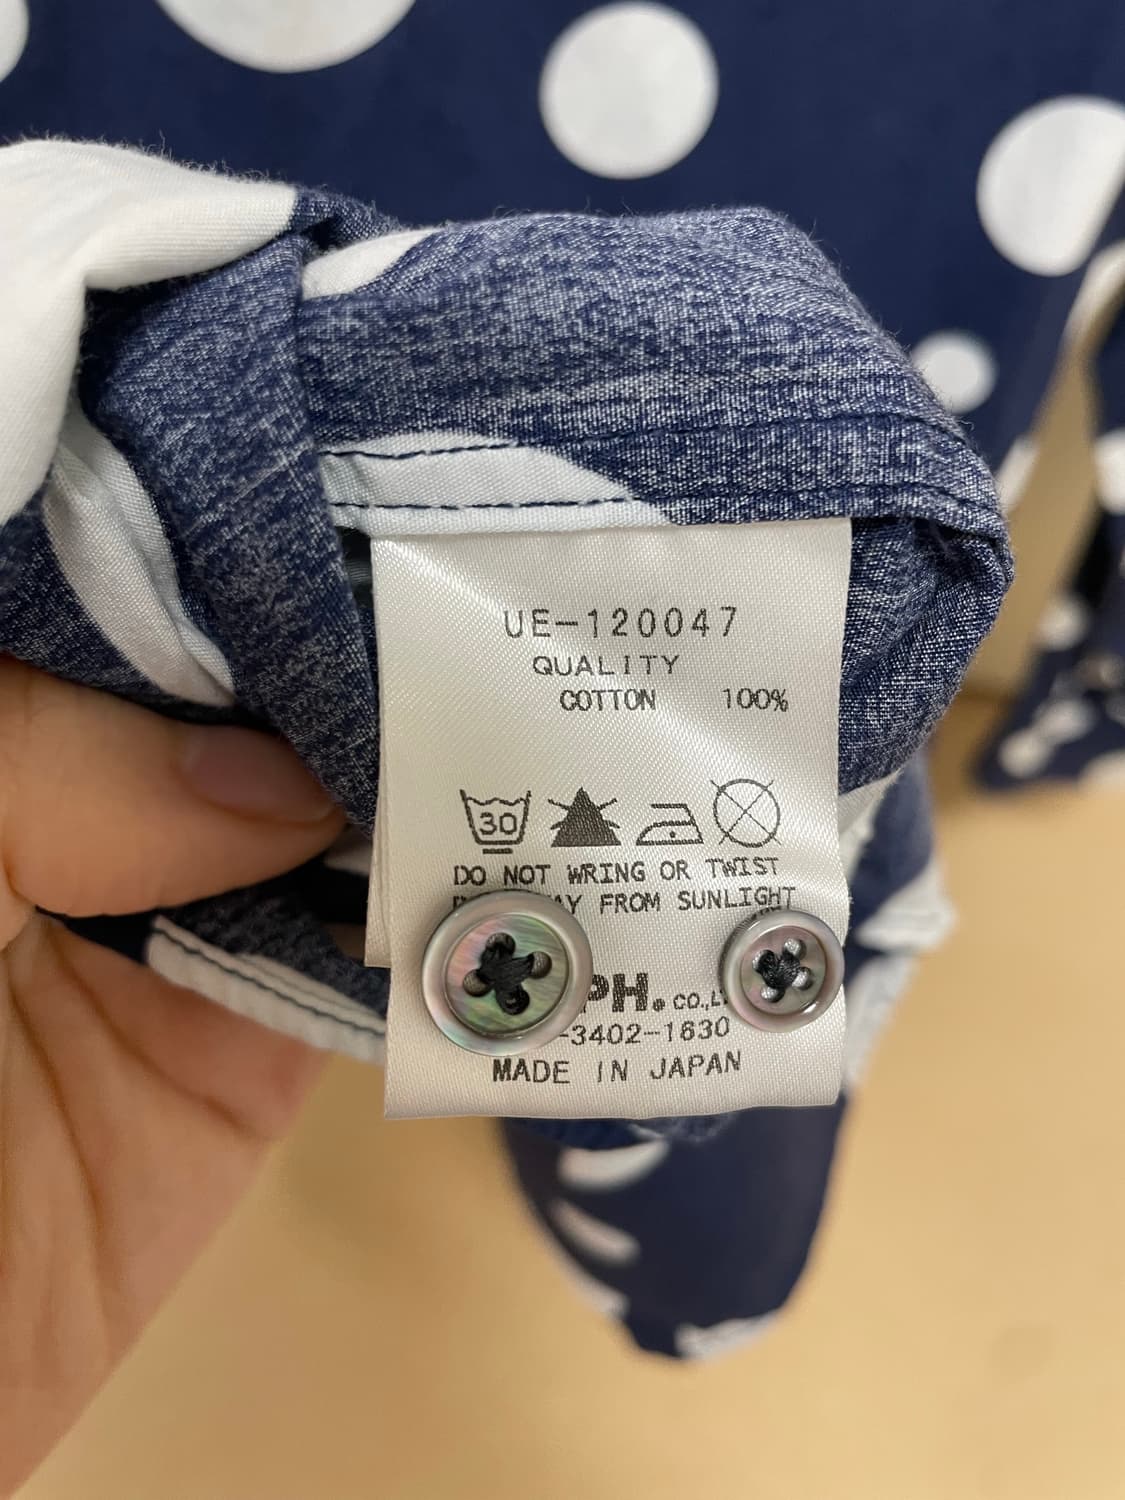 UE-120047
QUALITY
COTTON 100%
30
DO NOT WRING OR TWIST
FROM SUNLIGHT
PH. CO.,L
-3402-1630
MADE IN JAPAN